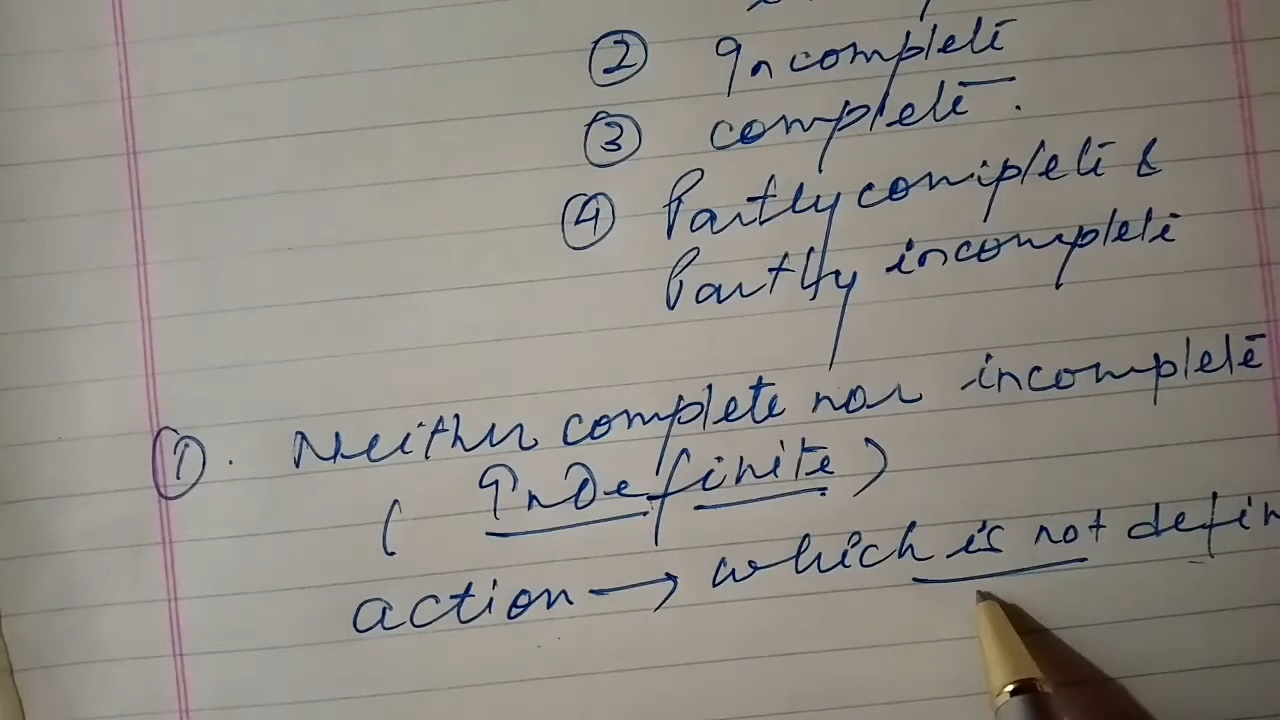 ② Incomplete
③ complete.
④ Partly complete &
Partly incomplete
①. Neither complete nor incomplete
( InDefinite )
action → which is not defin